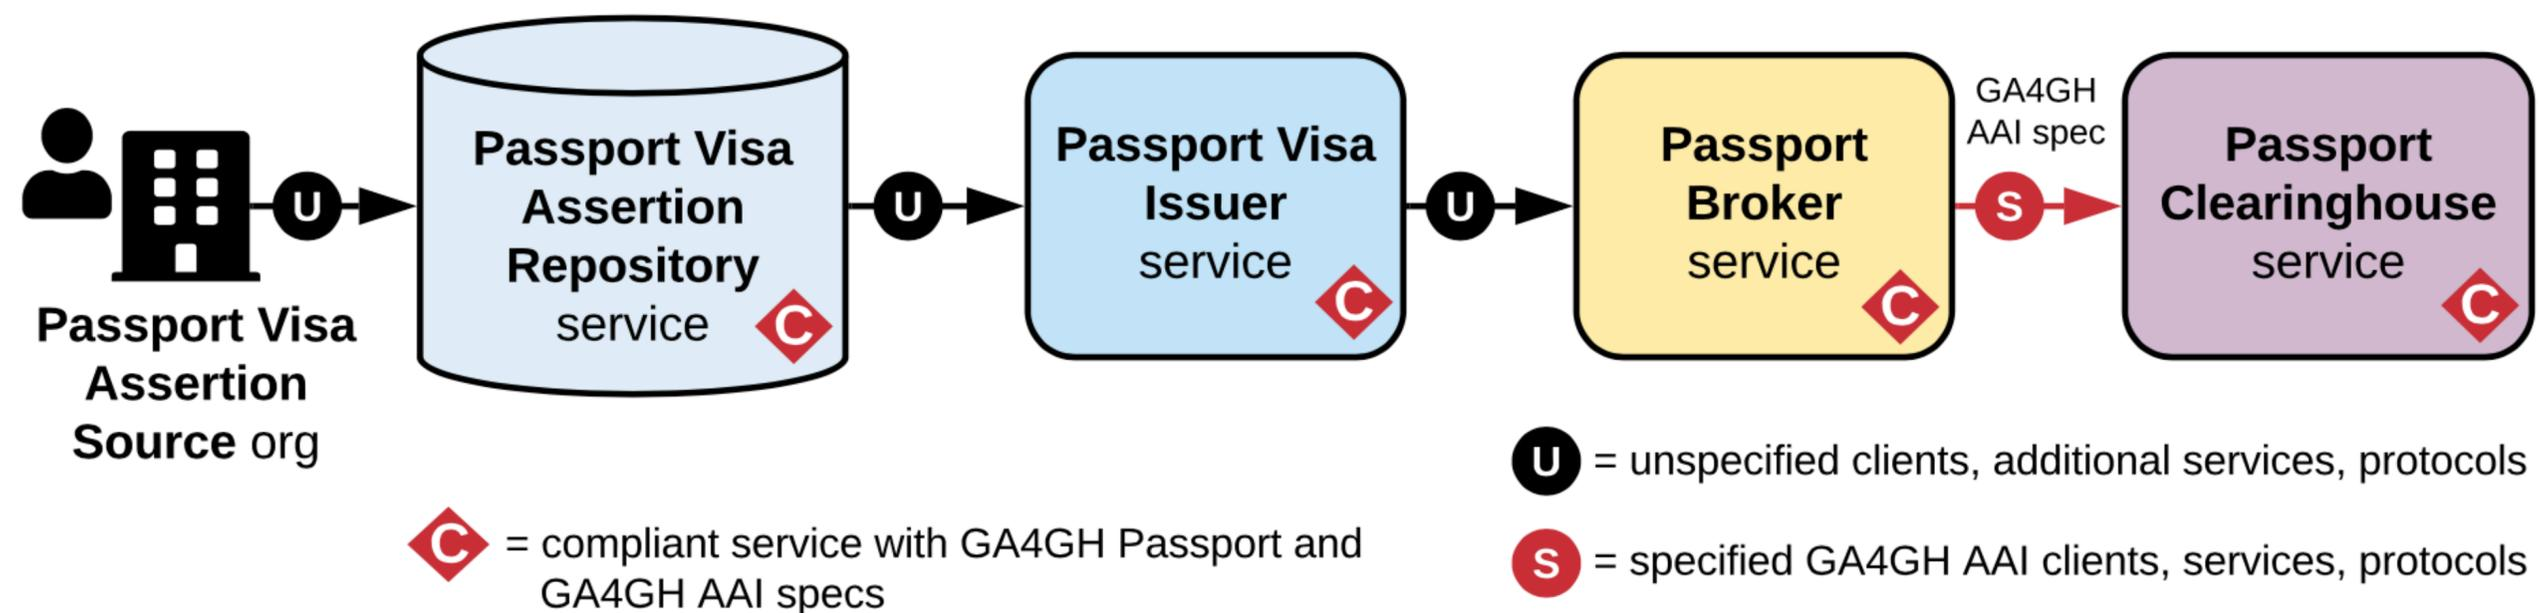 U
Passport Visa
Assertion
Source org
Passport Visa
Assertion
Repository
service
C
U
Passport Visa
Issuer
service
C
U
Passport
Broker
service
C
GA4GH
AAI spec
S
Passport
Clearinghouse
service
C
C = compliant service with GA4GH Passport and
GA4GH AAI specs
U = unspecified clients, additional services, protocols
S = specified GA4GH AAI clients, services, protocols